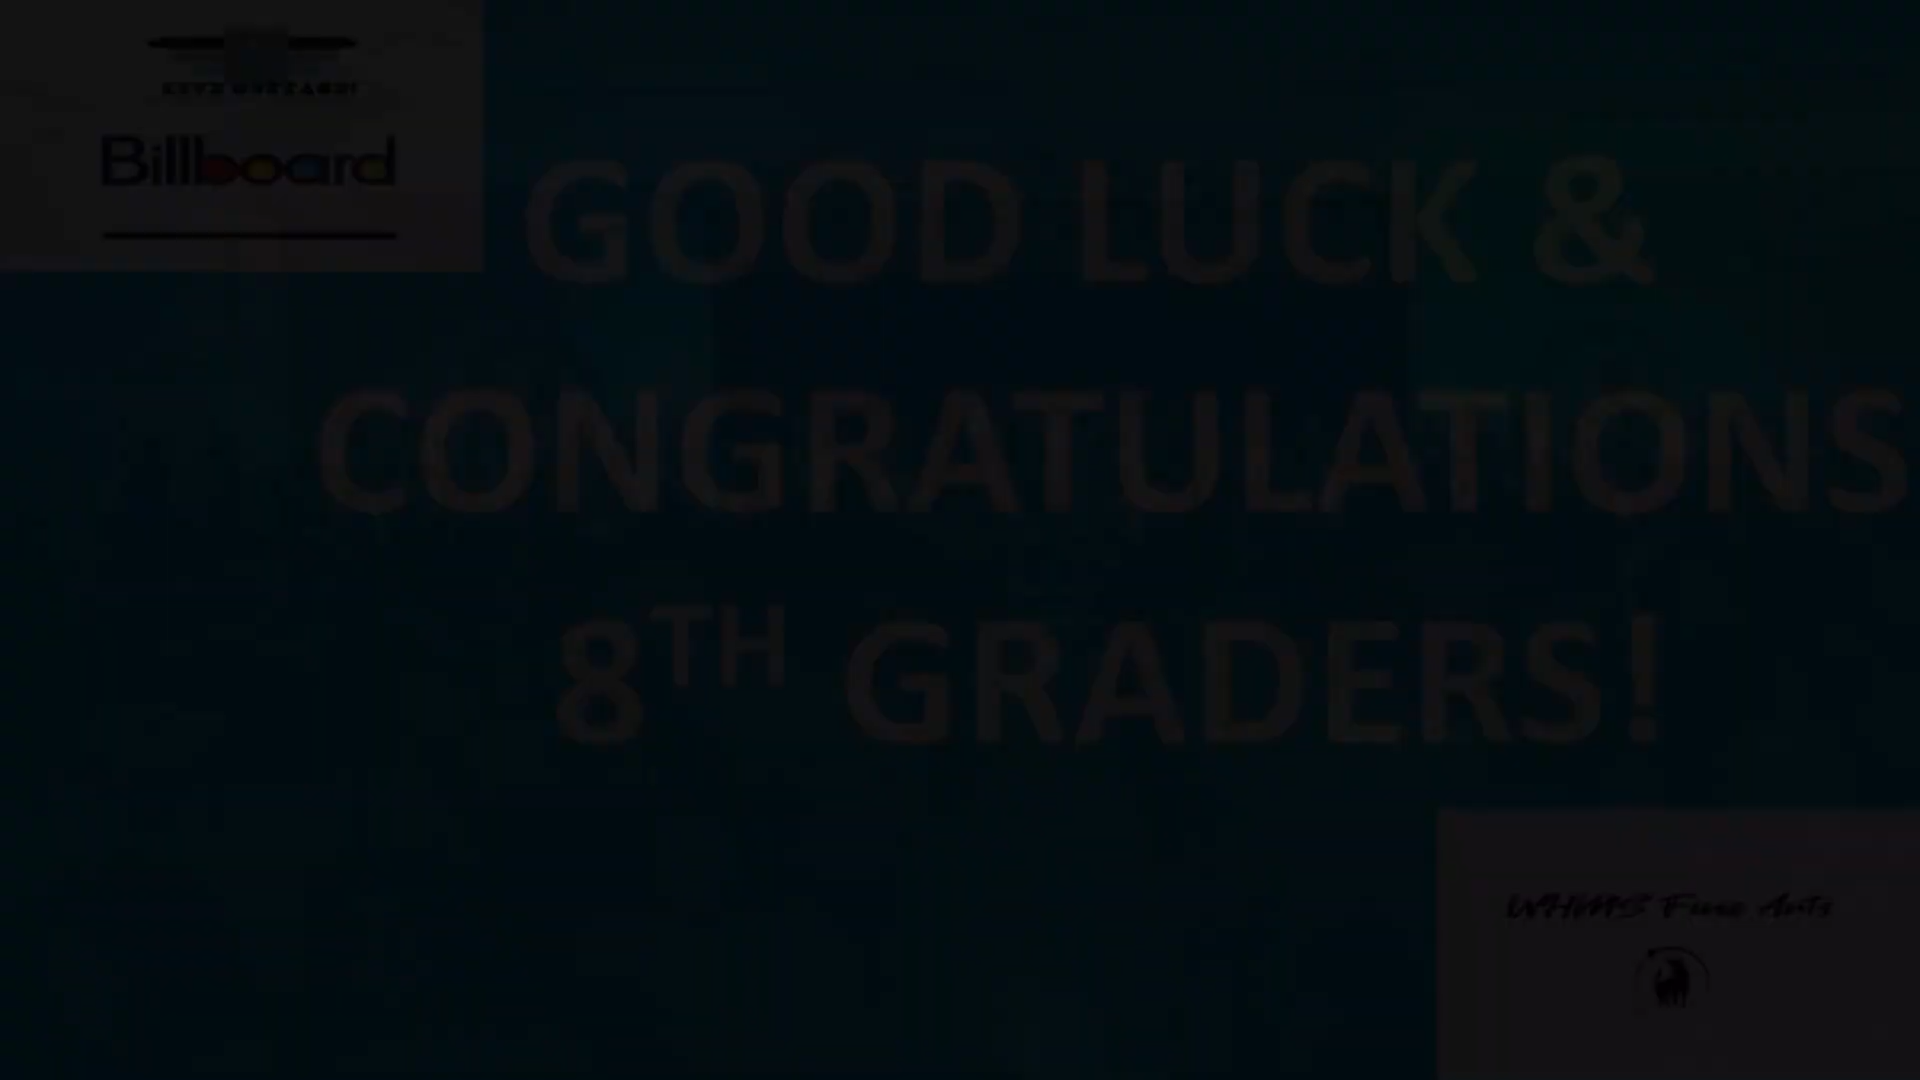 Billboard
GOOD LUCK &
CONGRATULATIONS
8TH GRADERS!
WHMS Fine Arts